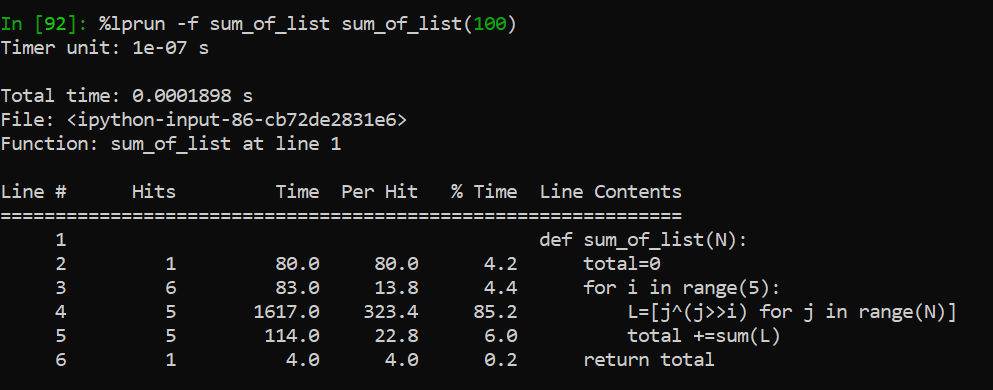 In [92]: %lprun -f sum_of_list sum_of_list(100)
Timer unit: 1e-07 s
Total time: 0.0001898 s
File: <ipython-input-86-cb72de2831e6>
Function: sum_of_list at line 1
Line #      Hits         Time  Per Hit   % Time  Line Contents
==============================================================
     1                                           def sum_of_list(N):
     2         1         80.0     80.0      4.2      total=0
     3         6         83.0     13.8      4.4      for i in range(5):
     4         5       1617.0    323.4     85.2          L=[j^(j>>i) for j in range(N)]
     5         5        114.0     22.8      6.0          total +=sum(L)
     6         1          4.0      4.0      0.2      return total